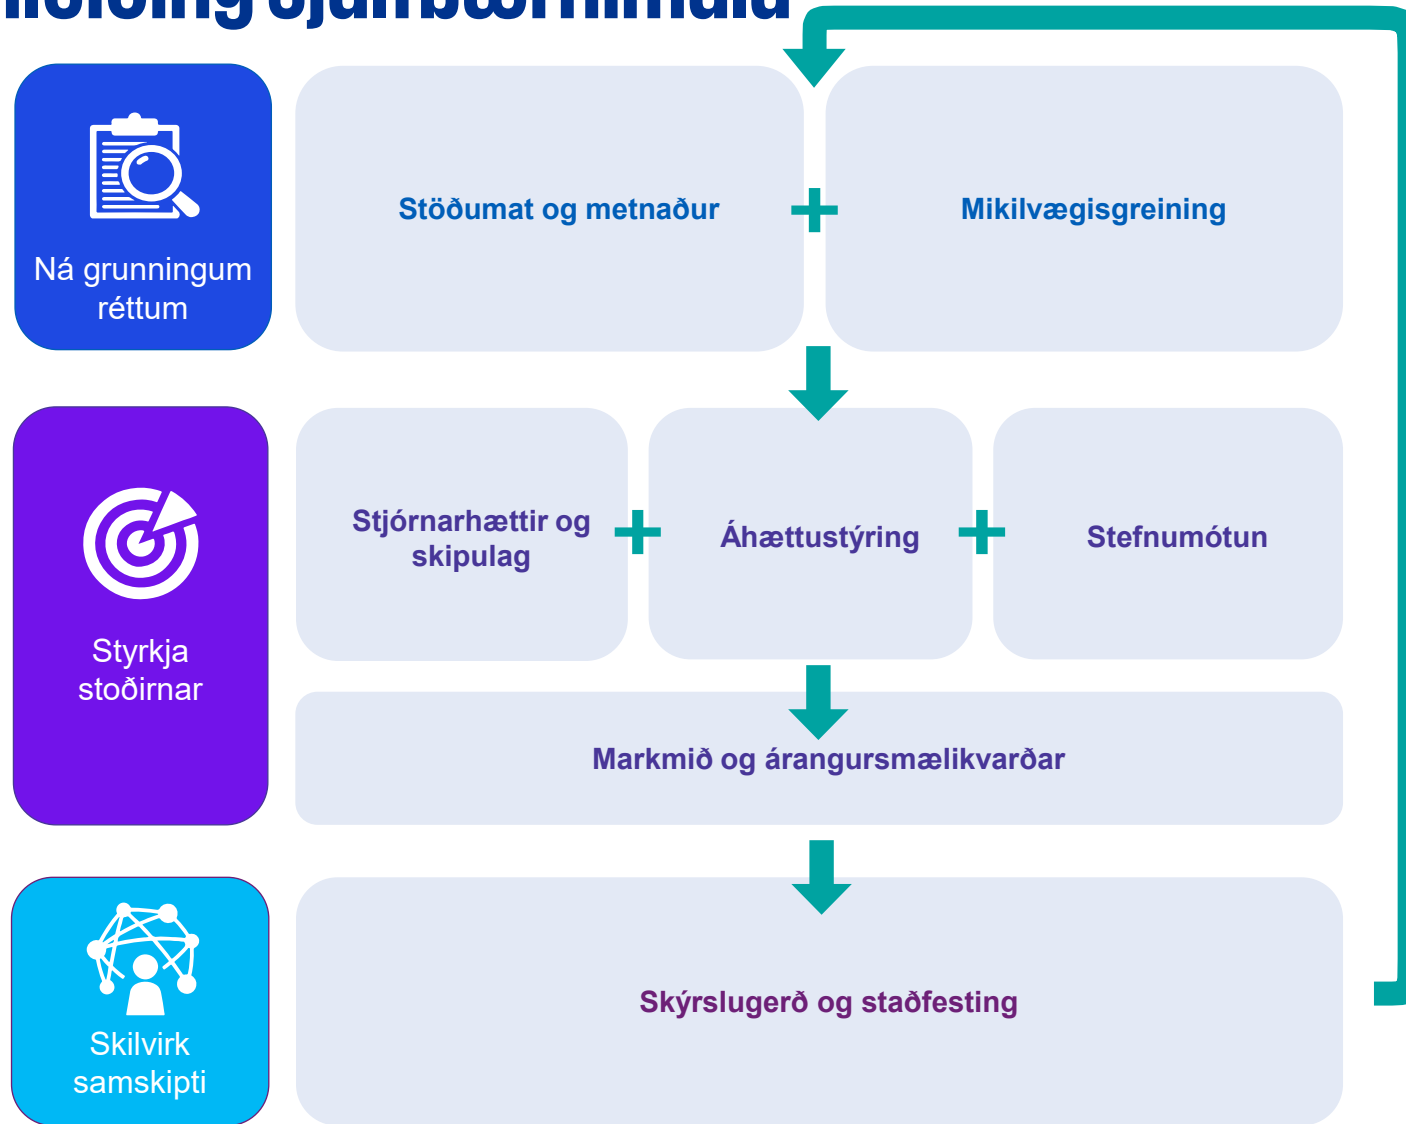 Ná grunningum
réttum
Stöðumat og metnaður
Mikilvægisgreining
Styrkja
stoðirnar
Stjórnarhættir og
skipulag
Áhættustýring
Stefnumótun
Markmið og árangursmælikvarðar
Skilvirk
samskipti
Skýrslugerð og staðfesting